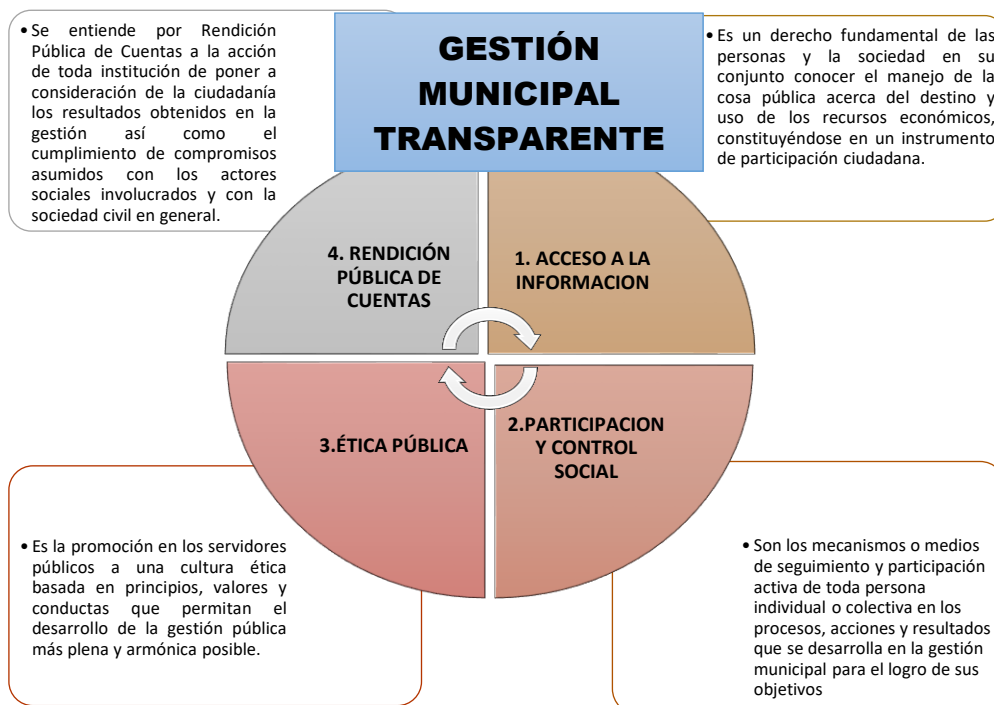 GESTIÓN
MUNICIPAL
TRANSPARENTE
• Se entiende por Rendición
Pública de Cuentas a la acción
de toda institución de poner a
consideración de la ciudadanía
los resultados obtenidos en la
gestión así como el
cumplimiento de compromisos
asumidos con los actores
sociales involucrados y con la
sociedad civil en general.
• Es un derecho fundamental de las
personas y la sociedad en su
conjunto conocer el manejo de la
cosa pública acerca del destino y
uso de los recursos económicos,
constituyéndose en un instrumento
de participación ciudadana.
4. RENDICIÓN
PÚBLICA DE
CUENTAS
1. ACCESO A LA
INFORMACION
3.ÉTICA PÚBLICA
2.PARTICIPACION
Y CONTROL
SOCIAL
• Es la promoción en los servidores
públicos a una cultura ética
basada en principios, valores y
conductas que permitan el
desarrollo de la gestión pública
más plena y armónica posible.
• Son los mecanismos o medios
de seguimiento y participación
activa de toda persona
individual o colectiva en los
procesos, acciones y resultados
que se desarrolla en la gestión
municipal para el logro de sus
objetivos